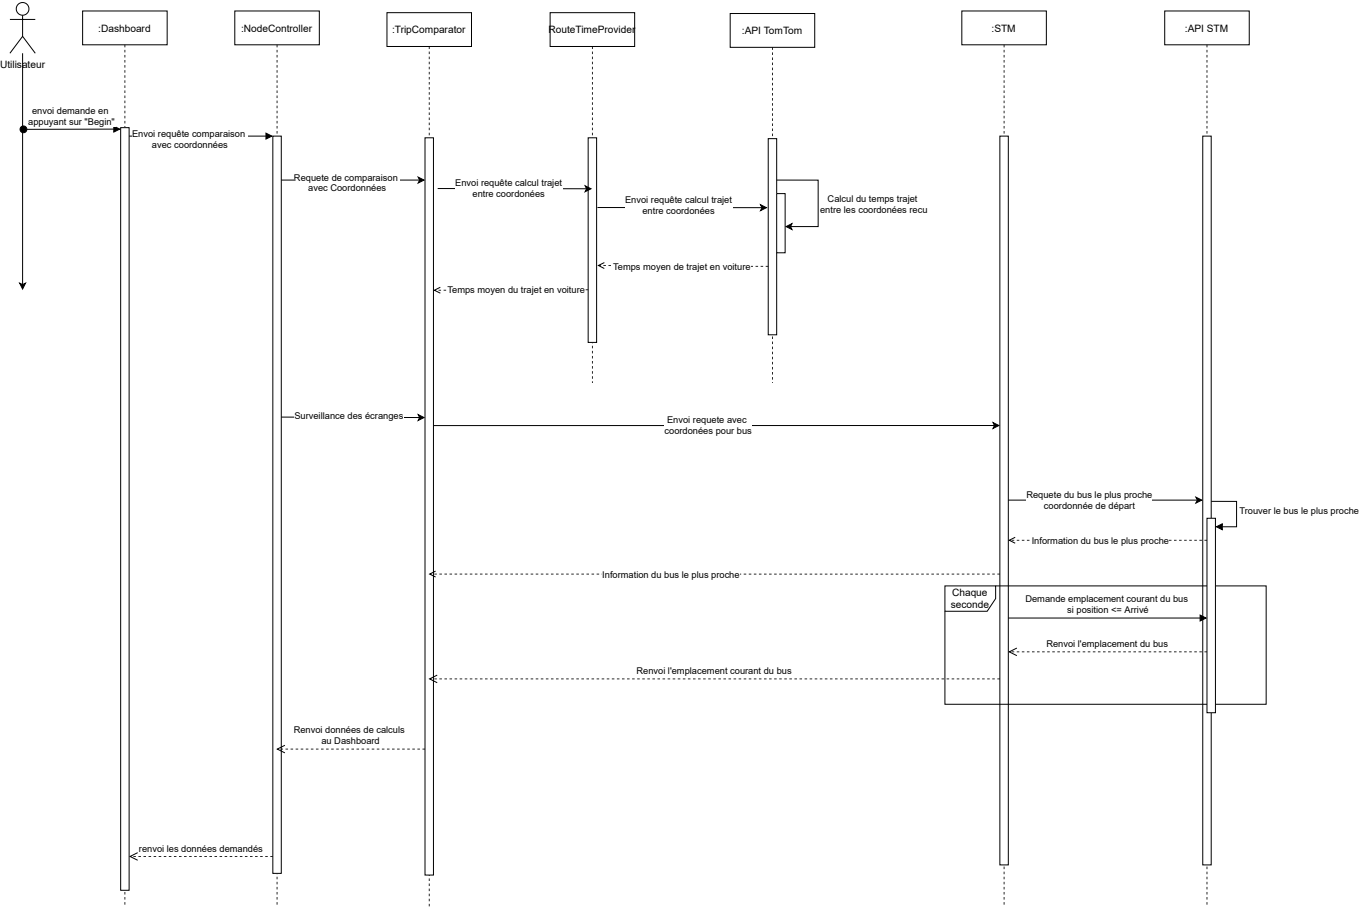 :Dashboard
:NodeController
:TripComparator
RouteTimeProvider
:API TomTom
:STM
:API STM
Utilisateur
envoi demande en
appuyant sur "Begin"
Envoi requête comparaison
avec coordonnées
Requete de comparaison
avec Coordonnées
Envoi requête calcul trajet
entre coordonées
Envoi requête calcul trajet
entre coordonées
Calcul du temps trajet
entre les coordonées recu
Temps moyen de trajet en voiture
Temps moyen du trajet en voiture
Surveillance des écranges
Envoi requete avec
coordonées pour bus
Requete du bus le plus proche
coordonnée de départ
Trouver le bus le plus proche
Information du bus le plus proche
Information du bus le plus proche
Chaque
seconde
Demande emplacement courant du bus
si position <= Arrivé
Renvoi l'emplacement du bus
Renvoi l'emplacement courant du bus
Renvoi données de calculs
au Dashboard
renvoi les données demandés